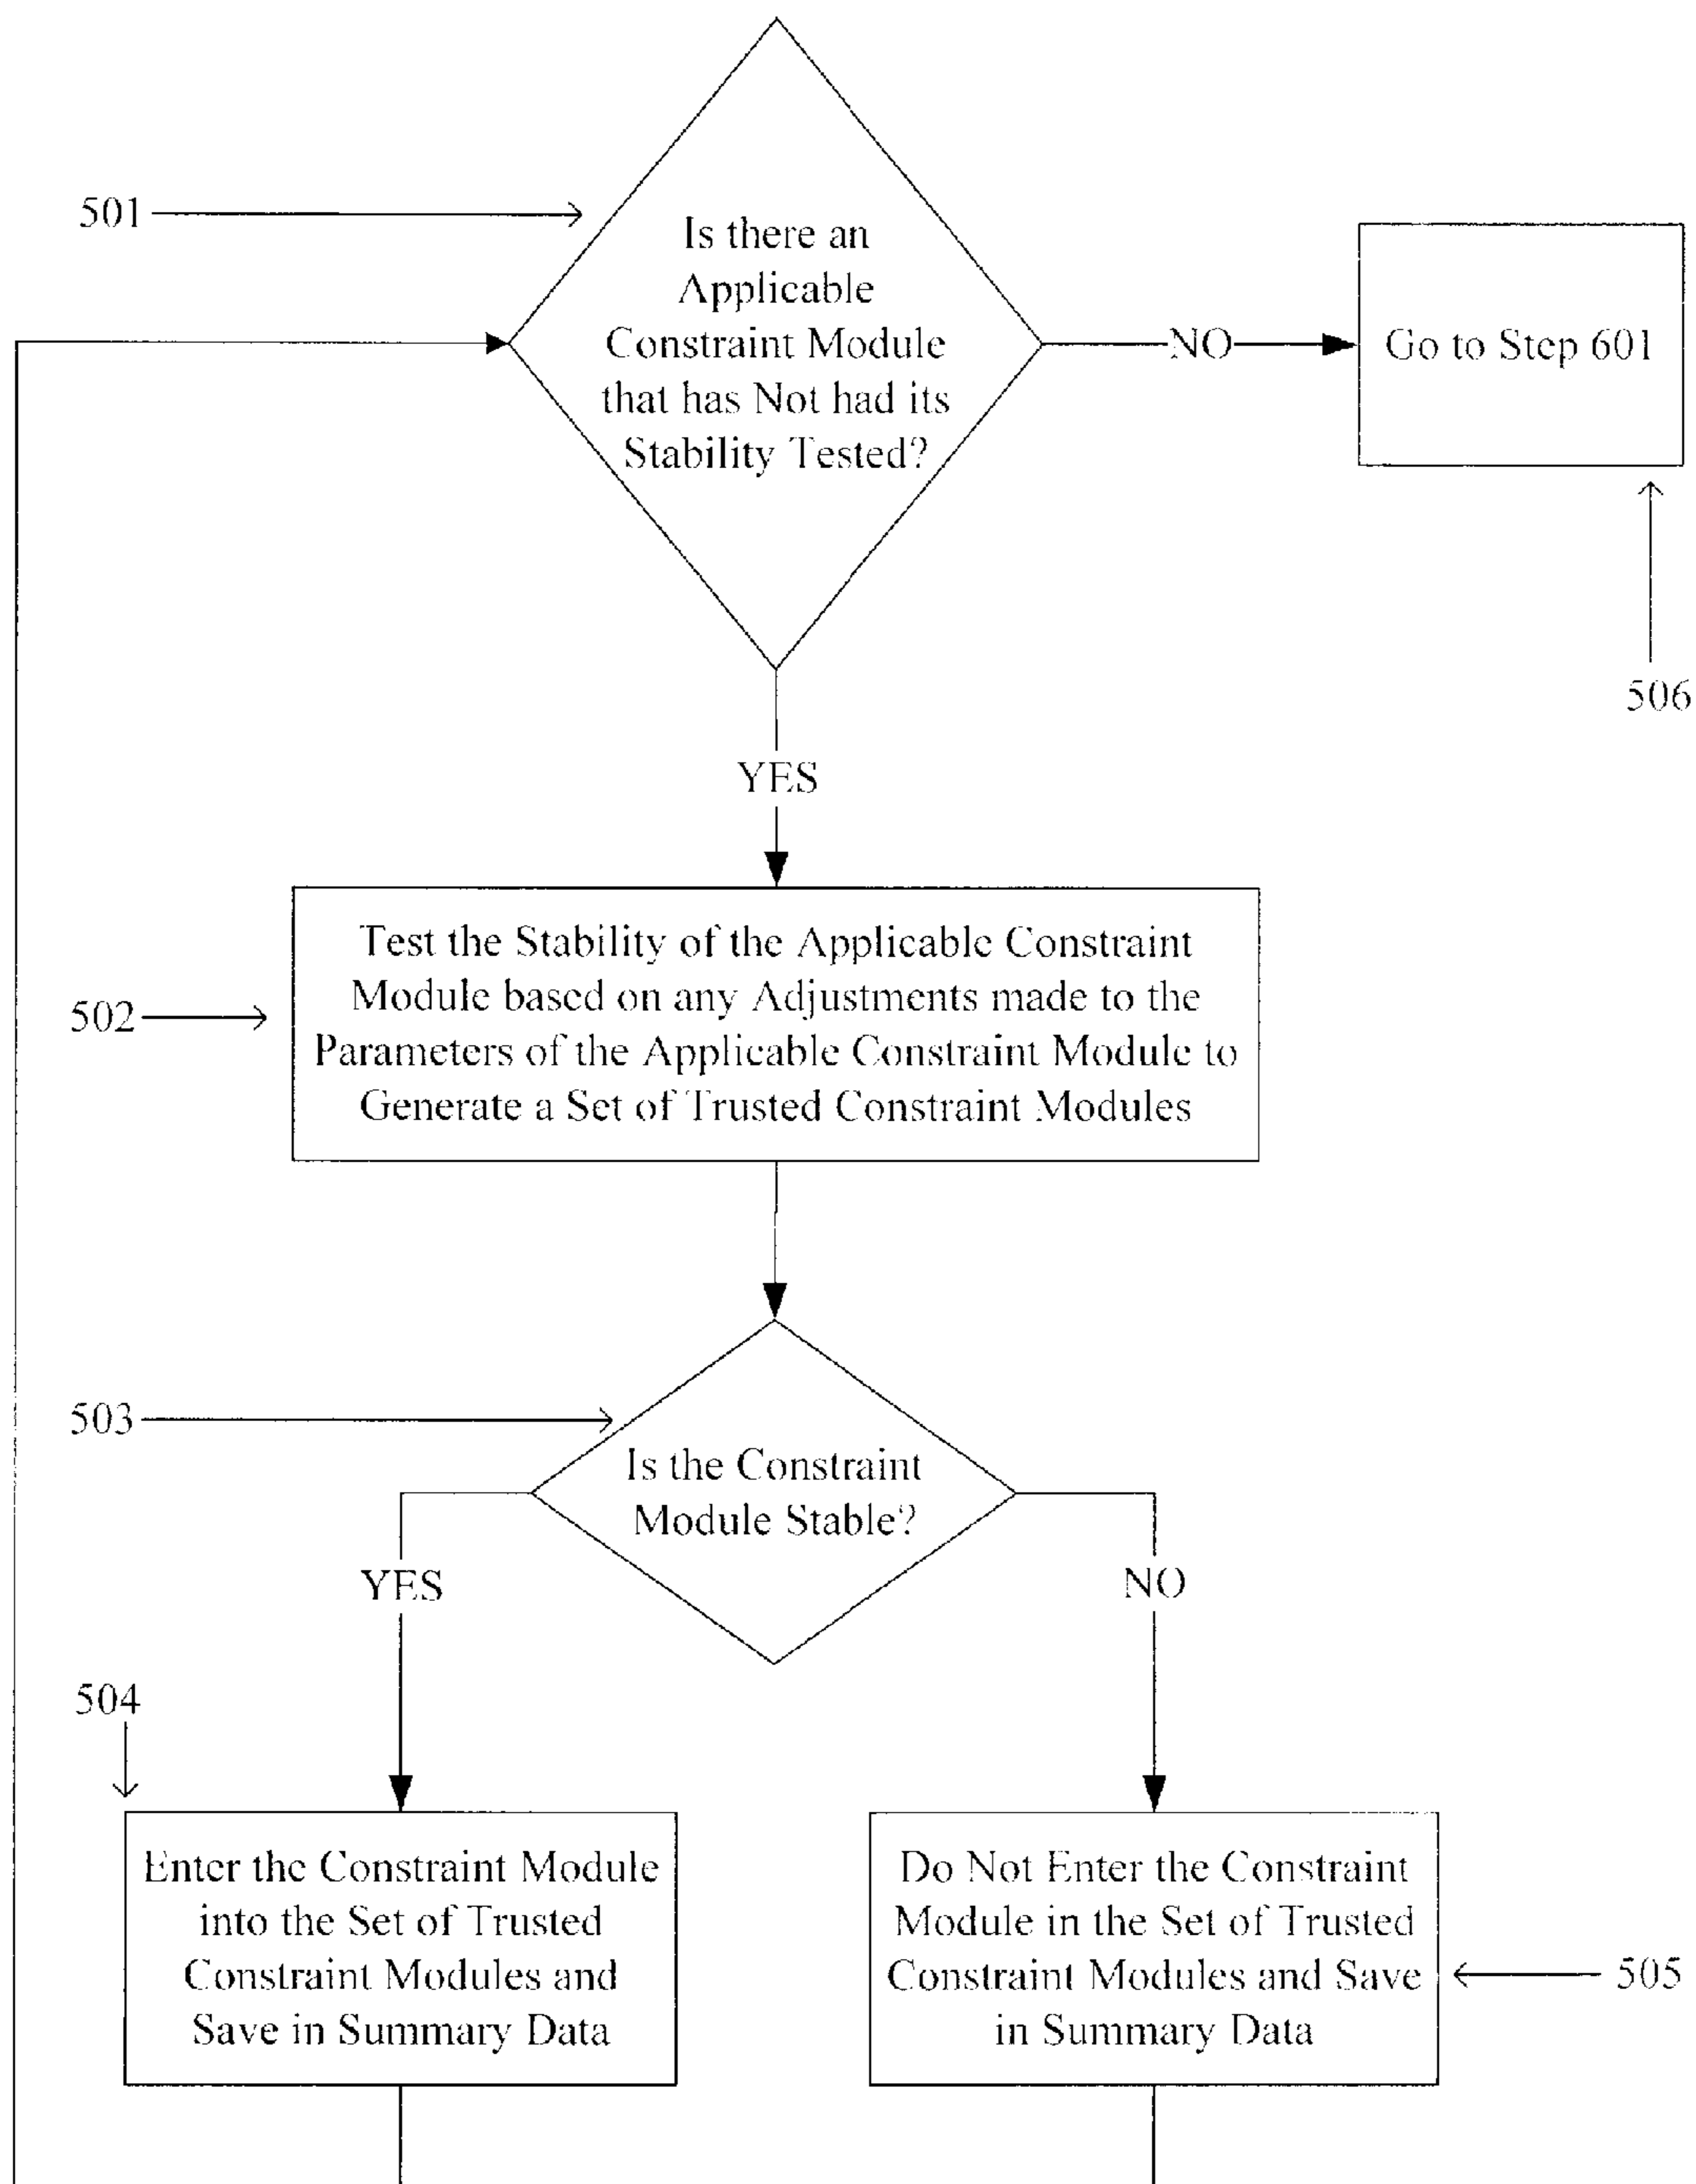 501
Is there an
Applicable
Constraint Module
that has Not had its
Stability Tested?
NO
Go to Step 601
506
YES
502
Test the Stability of the Applicable Constraint
Module based on any Adjustments made to the
Parameters of the Applicable Constraint Module to
Generate a Set of Trusted Constraint Modules
503
Is the Constraint
Module Stable?
YES
NO
504
Enter the Constraint Module
into the Set of Trusted
Constraint Modules and
Save in Summary Data
Do Not Enter the Constraint
Module in the Set of Trusted
Constraint Modules and Save
in Summary Data
505